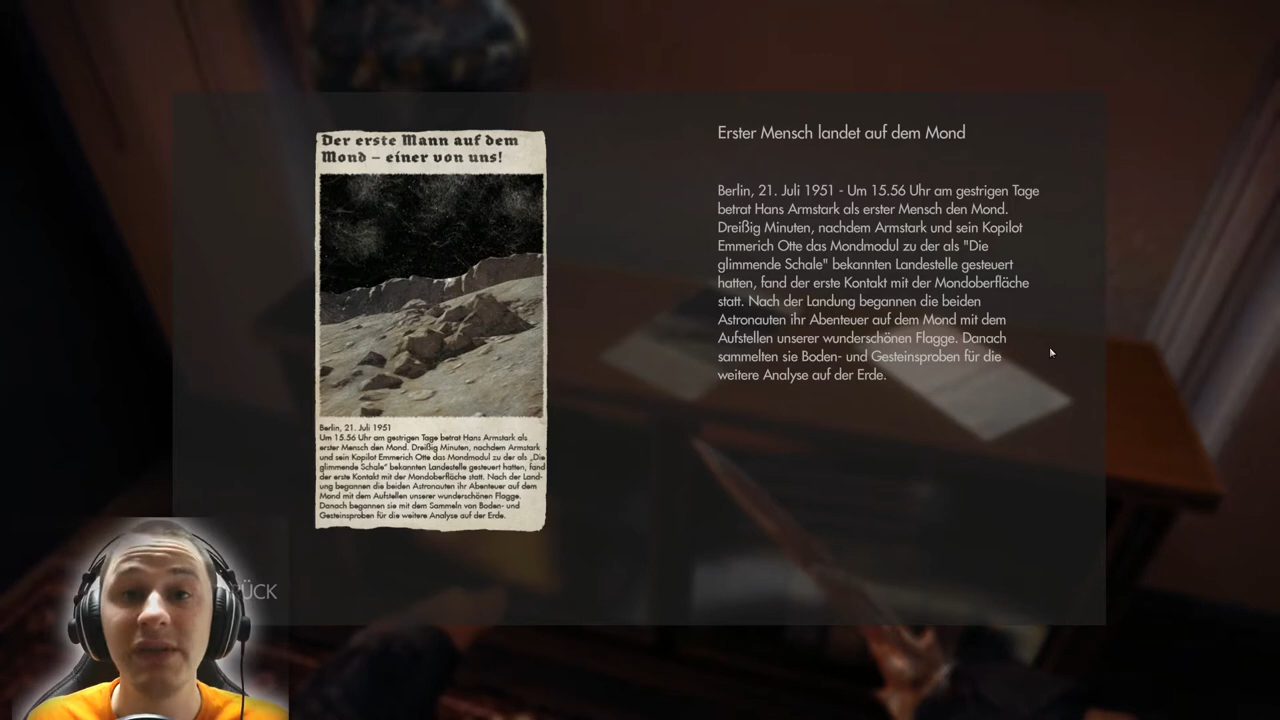 Der erste Mann auf dem
Mond – einer von uns!
Berlin, 21. Juli 1951
Um 15.56 Uhr am gestrigen Tage betrat Hans Armstark als
erster Mensch den Mond. Dreißig Minuten, nachdem Armstark
und sein Kopilot Emmerich Otte das Mondmodul zu der als „Die
glimmende Schale“ bekannten Landestelle gesteuert hatten, fand
der erste Kontakt mit der Mondoberfläche statt. Nach der Land-
ung begannen die beiden Astronauten ihr Abenteuer auf dem
Mond mit dem Aufstellen unserer wunderschönen Flagge.
Danach begannen sie mit dem Sammeln von Boden- und
Gesteinsproben für die weitere Analyse auf der Erde.
Erster Mensch landet auf dem Mond
Berlin, 21. Juli 1951 - Um 15.56 Uhr am gestrigen Tage
betrat Hans Armstark als erster Mensch den Mond.
Dreißig Minuten, nachdem Armstark und sein Kopilot
Emmerich Otte das Mondmodul zu der als "Die
glimmende Schale" bekannten Landestelle gesteuert
hatten, fand der erste Kontakt mit der Mondoberfläche
statt. Nach der Landung begannen die beiden
Astronauten ihr Abenteuer auf dem Mond mit dem
Aufstellen unserer wunderschönen Flagge. Danach
sammelten sie Boden- und Gesteinsproben für die
weitere Analyse auf der Erde.
ÜCK